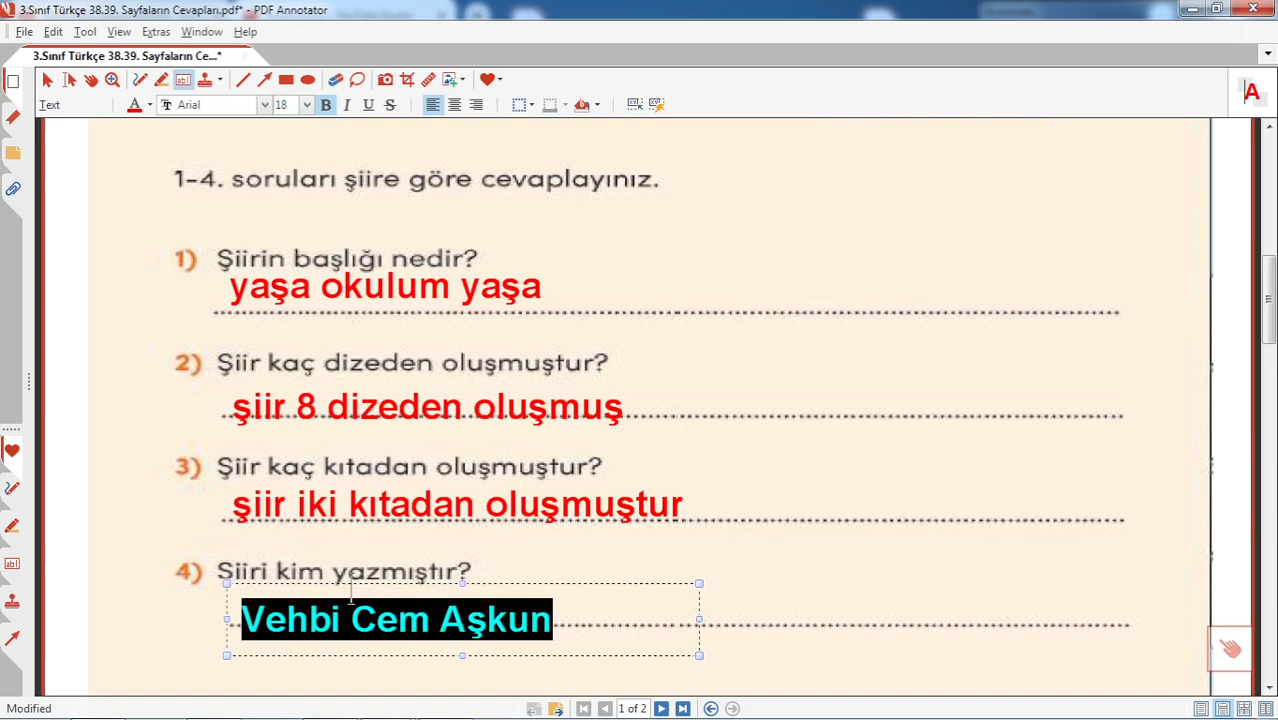 3.Sınıf Türkçe 38.39. Sayfaların Cevapları.pdf* - PDF Annotator
File Edit Tool View Extras Window Help
3.Sınıf Türkçe 38.39. Sayfaların Ce...*
Text Arial 18 B I U S
A
1-4. soruları şiire göre cevaplayınız.
1) Şiirin başlığı nedir?
yaşa okulum yaşa
2) Şiir kaç dizeden oluşmuştur?
şiir 8 dizeden oluşmuş
3) Şiir kaç kıtadan oluşmuştur?
şiir iki kıtadan oluşmuştur
4) Şiiri kim yazmıştır?
Vehbi Cem Aşkun
Modified 1 of 2